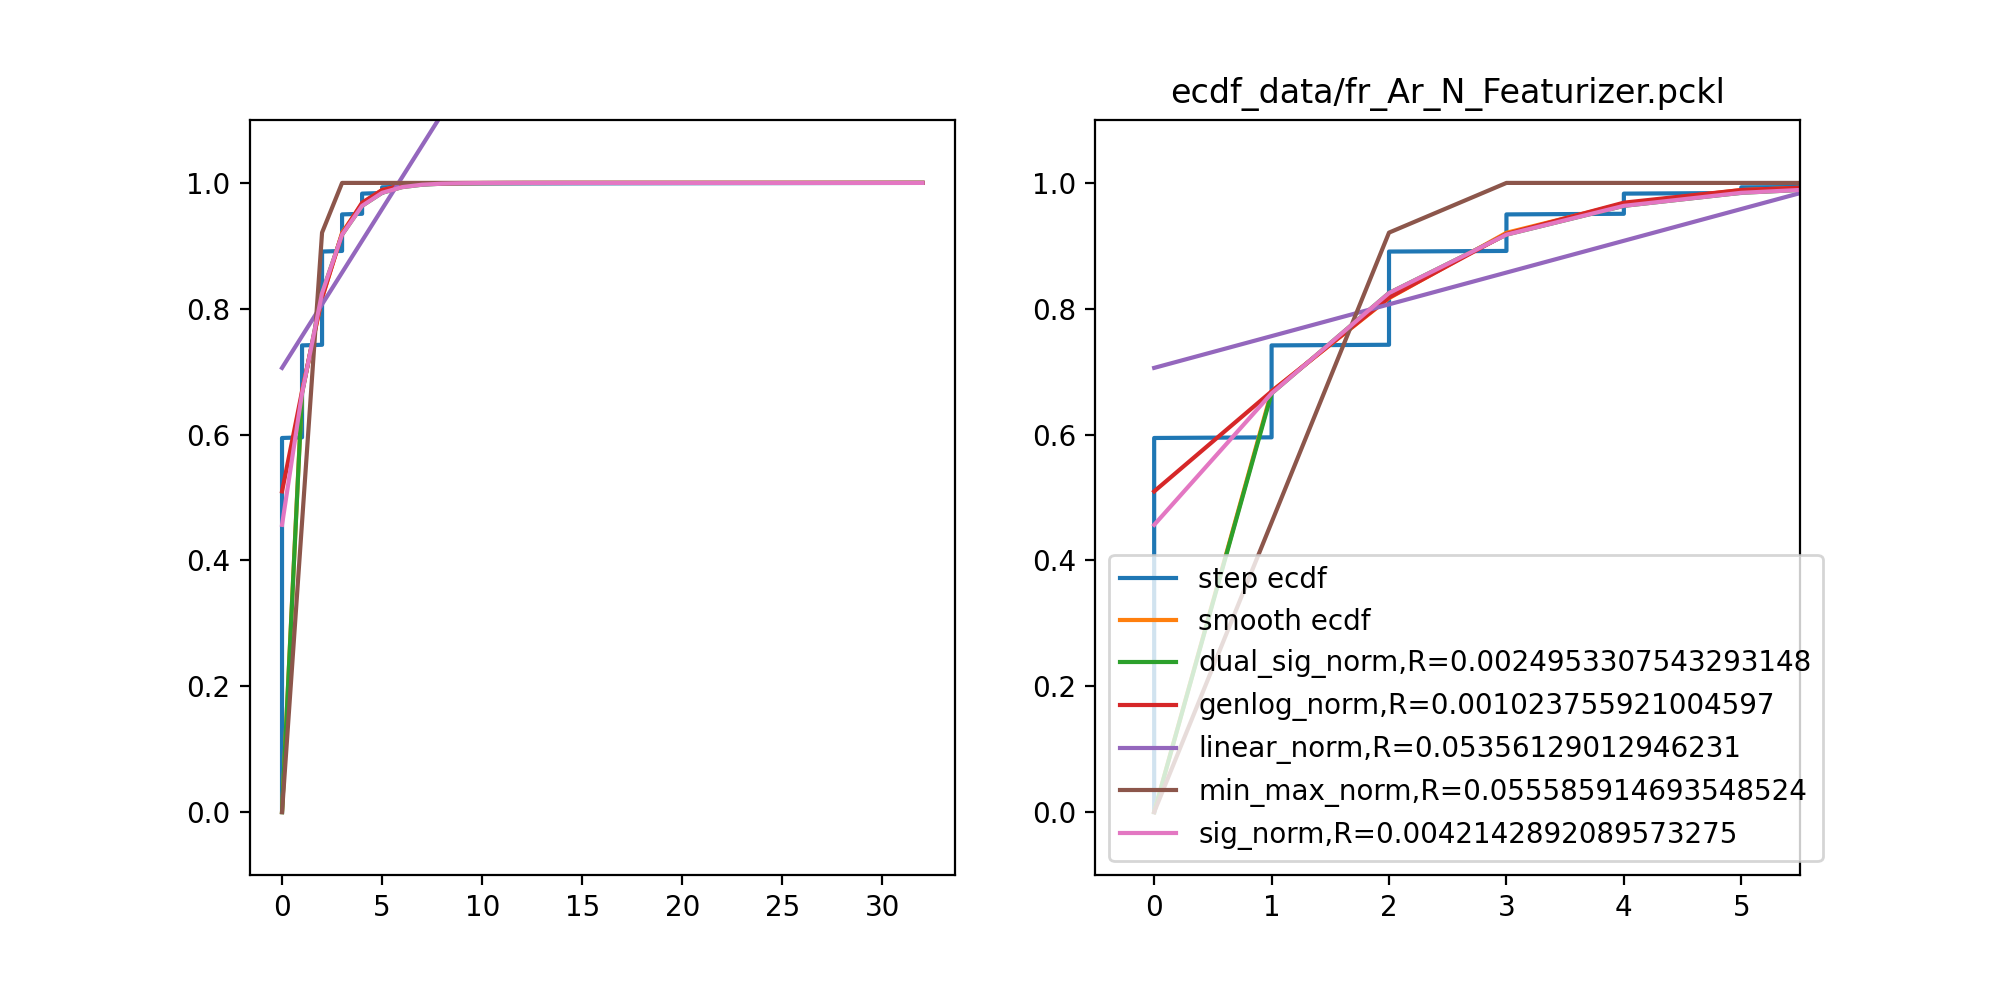 ecdf_data/fr_Ar_N_Featurizer.pckl
1.0
0.8
0.6
0.4
0.2
0.0
0 5 10 15 20 25 30
1.0
0.8
0.6
0.4
0.2
0.0
step ecdf
smooth ecdf
dual_sig_norm,R=0.0024953307543293148
genlog_norm,R=0.001023755921004597
linear_norm,R=0.05356129012946231
min_max_norm,R=0.055585914693548524
sig_norm,R=0.0042142892089573275
0 1 2 3 4 5